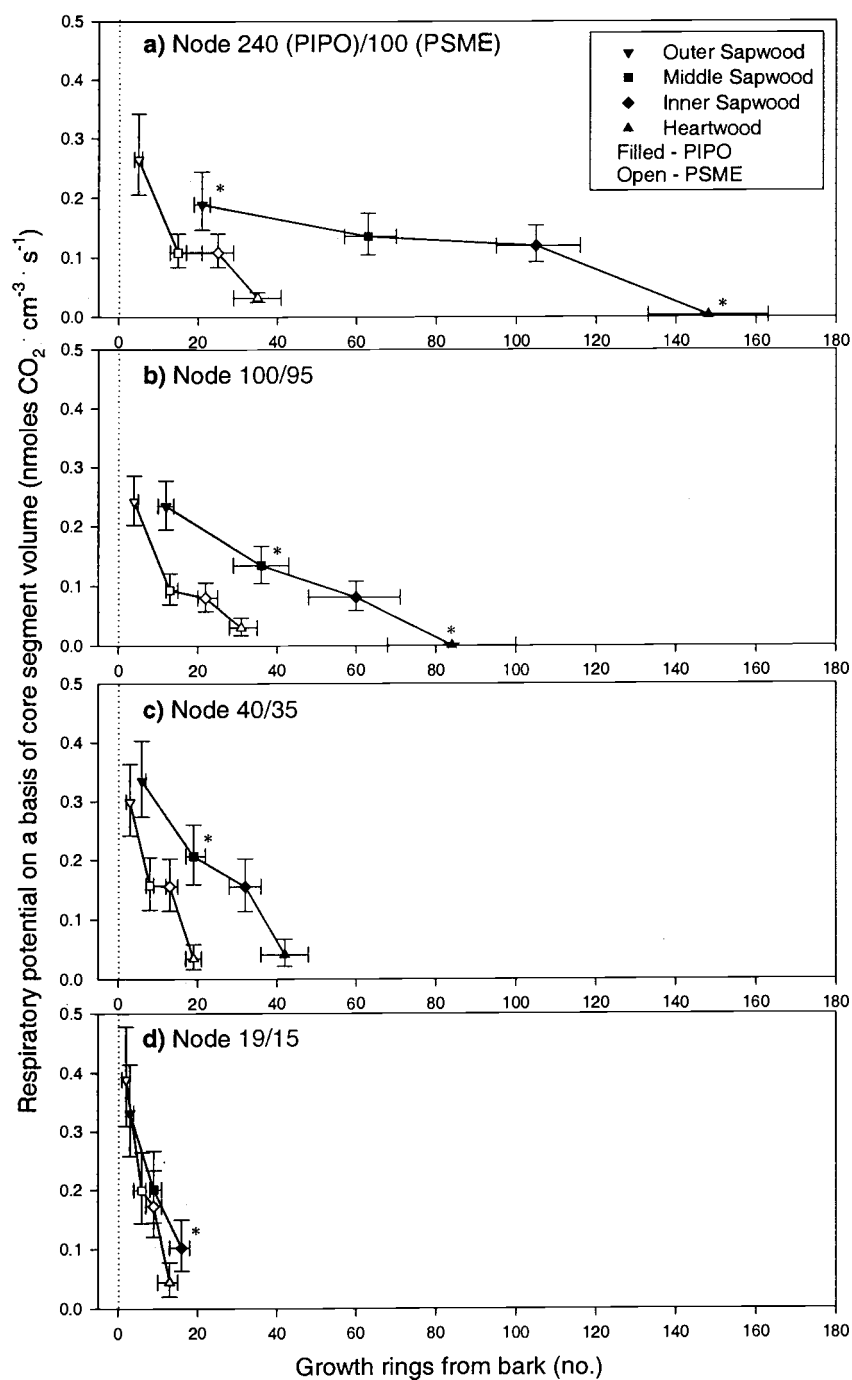 Respiratory potential on a basis of core segment volume (nmoles CO2 · cm-3 · s-1)
a) Node 240 (PIPO)/100 (PSME)
Outer Sapwood
Middle Sapwood
Inner Sapwood
Heartwood
Filled - PIPO
Open - PSME
0.5
0.4
0.3
0.2
*
0.1
*
0.0
0 20 40 60 80 100 120 140 160 180
b) Node 100/95
0.5
0.4
0.3
0.2
*
0.1
*
0.0
0 20 40 60 80 100 120 140 160 180
c) Node 40/35
0.5
0.4
0.3
*
0.2
0.1
0.0
0 20 40 60 80 100 120 140 160 180
d) Node 19/15
0.5
0.4
0.3
0.2
*
0.1
0.0
0 20 40 60 80 100 120 140 160 180
Growth rings from bark (no.)